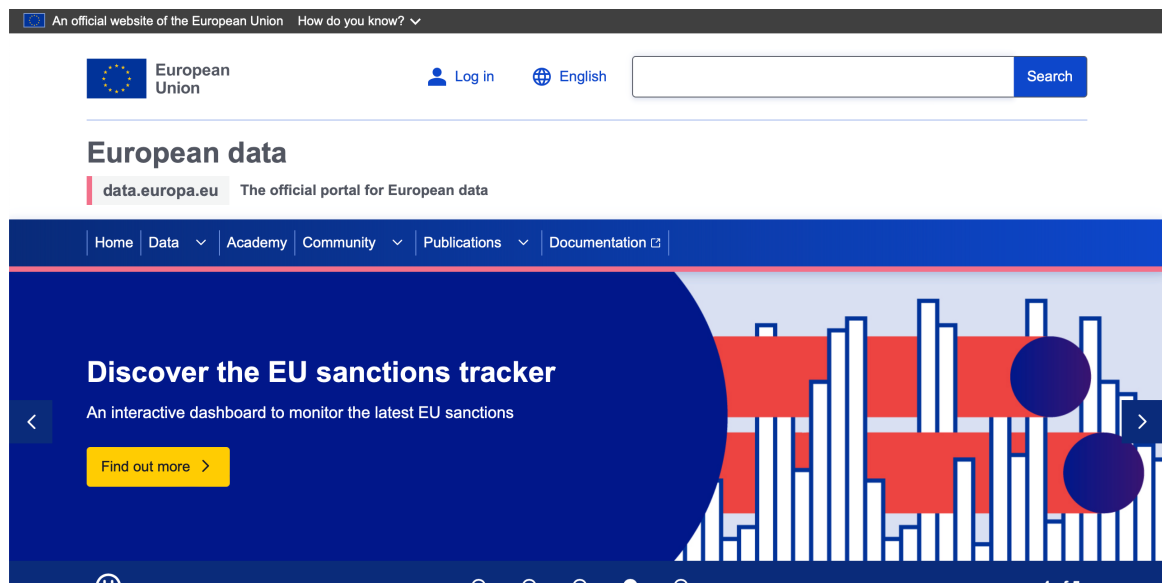 An official website of the European Union How do you know?
European
Union
Log in
English
Search
European data
data.europa.eu The official portal for European data
Home Data Academy Community Publications Documentation
Discover the EU sanctions tracker
An interactive dashboard to monitor the latest EU sanctions
Find out more